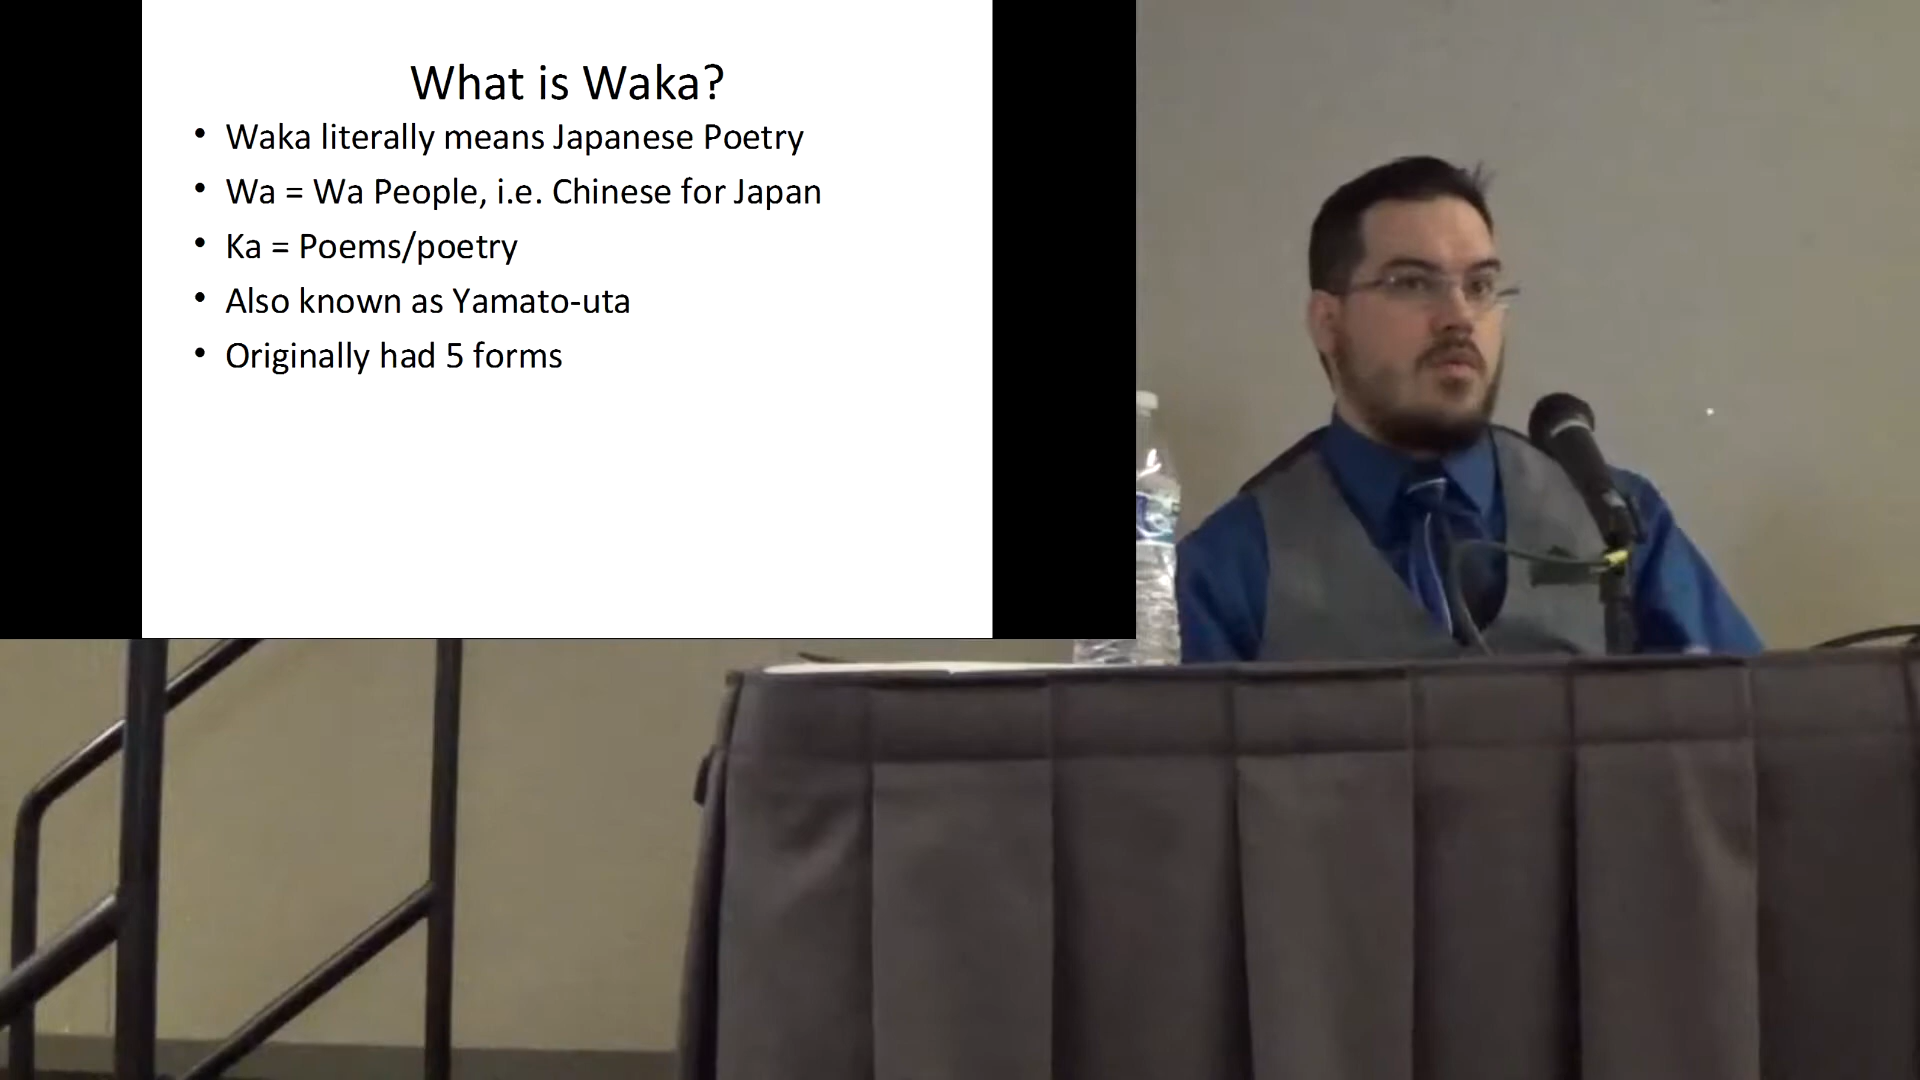 What is Waka?
• Waka literally means Japanese Poetry
• Wa = Wa People, i.e. Chinese for Japan
• Ka = Poems/poetry
• Also known as Yamato-uta
• Originally had 5 forms